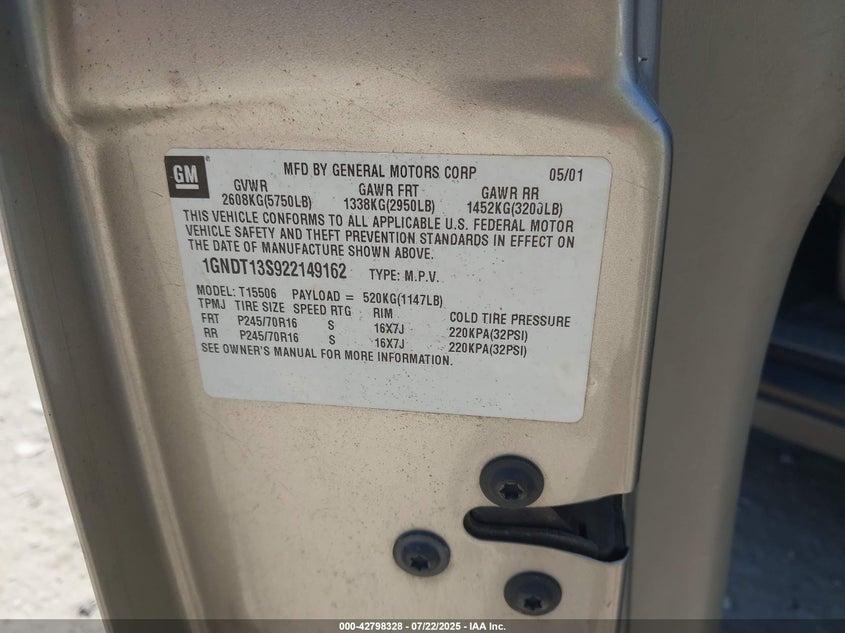 GM
MFD BY GENERAL MOTORS CORP 05/01
GVWR GAWR FRT GAWR RR
2608KG(5750LB) 1338KG(2950LB) 1452KG(3200LB)
THIS VEHICLE CONFORMS TO ALL APPLICABLE U.S. FEDERAL MOTOR
VEHICLE SAFETY AND THEFT PREVENTION STANDARDS IN EFFECT ON
THE DATE OF MANUFACTURE SHOWN ABOVE.
1GNDT13S922149162 TYPE: M.P.V.
MODEL: T15506 PAYLOAD = 520KG(1147LB)
TPMJ TIRE SIZE SPEED RTG RIM COLD TIRE PRESSURE
FRT P245/70R16 S 16X7J 220KPA(32PSI)
RR P245/70R16 S 16X7J 220KPA(32PSI)
SEE OWNER'S MANUAL FOR MORE INFORMATION.
000-42798328 - 07/22/2025 - IAA Inc.